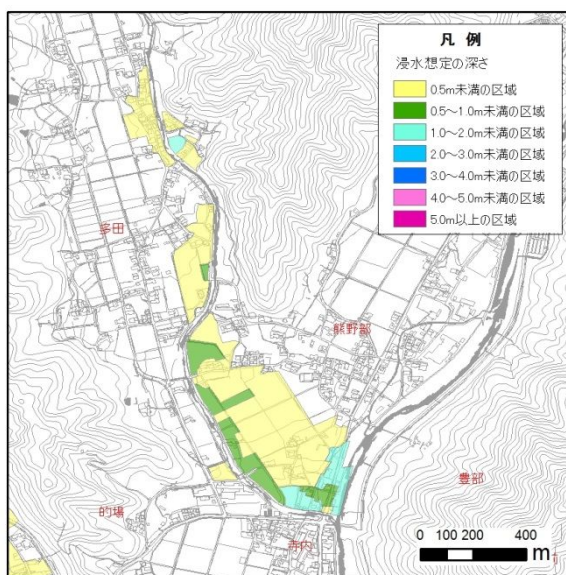 凡 例
浸水想定の深さ
0.5m未満の区域
0.5～1.0m未満の区域
1.0～2.0m未満の区域
2.0～3.0m未満の区域
3.0～4.0m未満の区域
4.0～5.0m未満の区域
5.0m以上の区域
多田
熊野部
豊部
的場
寺内
0 100 200 400
m